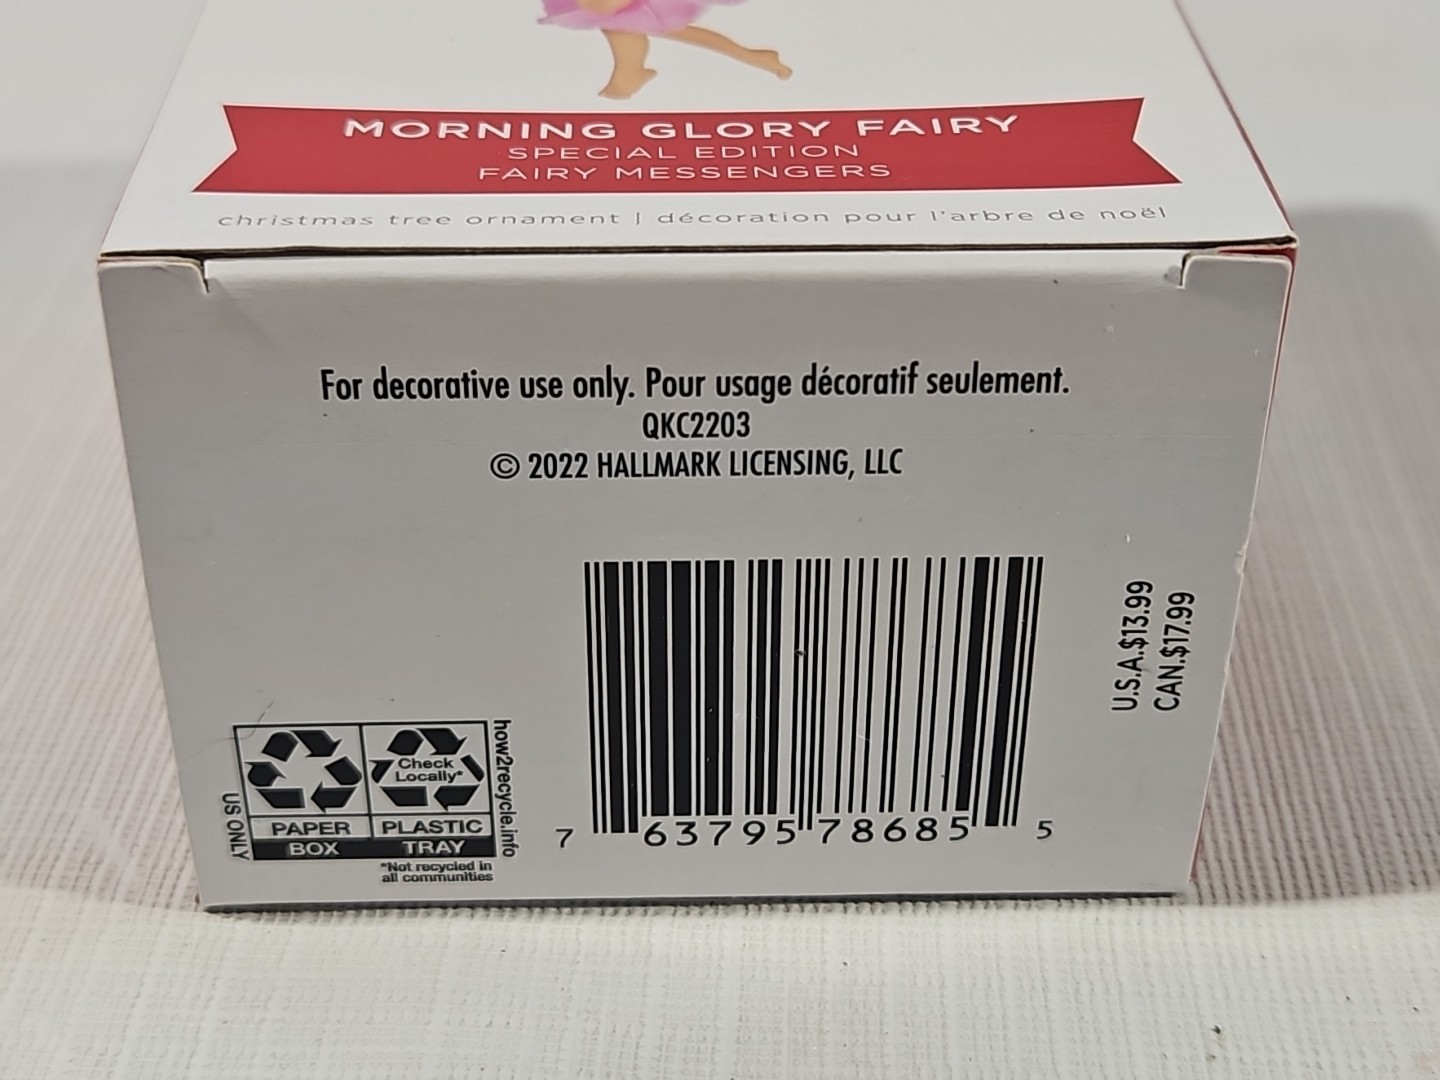 MORNING GLORY FAIRY
SPECIAL EDITION
FAIRY MESSENGERS
christmas tree ornament | décoration pour l'arbre de noël
For decorative use only. Pour usage décoratif seulement.
QKC2203
© 2022 HALLMARK LICENSING, LLC
U.S.A.$13.99
CAN.$17.99
7 63795 78685 5
US ONLY
Check
Locally*
PAPER
BOX
PLASTIC
TRAY
*Not recycled in
all communities
how2recycle.info